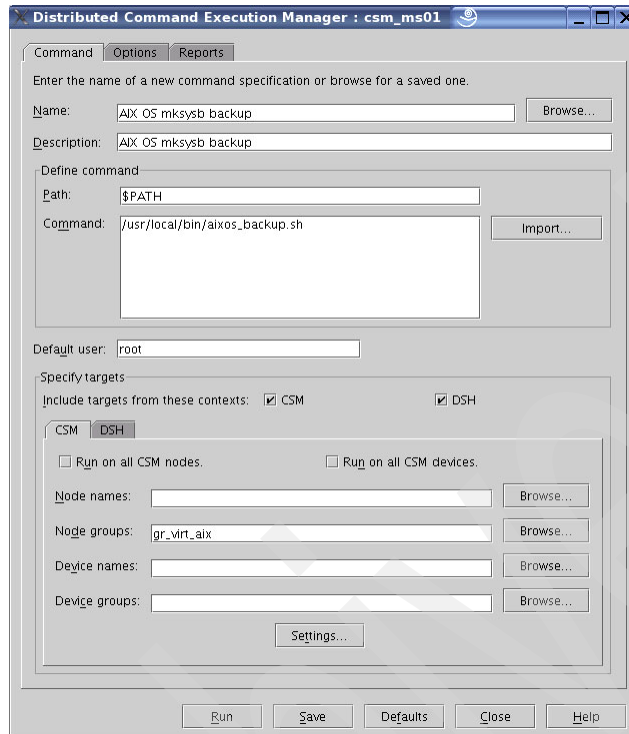 Distributed Command Execution Manager : csm_ms01
Command Options Reports
Enter the name of a new command specification or browse for a saved one.
Name: AIX OS mksysb backup Browse...
Description: AIX OS mksysb backup
Define command
Path: $PATH
Command: /usr/local/bin/aixos_backup.sh Import...
Default user: root
Specify targets
Include targets from these contexts: CSM DSH
CSM DSH
Run on all CSM nodes. Run on all CSM devices.
Node names: Browse...
Node groups: gr_virt_aix Browse...
Device names: Browse...
Device groups: Browse...
Settings...
Run Save Defaults Close Help